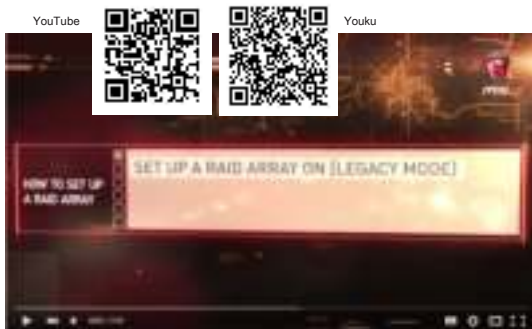 YouTube
Youku
SET UP A RAID ARRAY ON [LEGACY MODE]
HOW TO SET UP
A RAID ARRAY